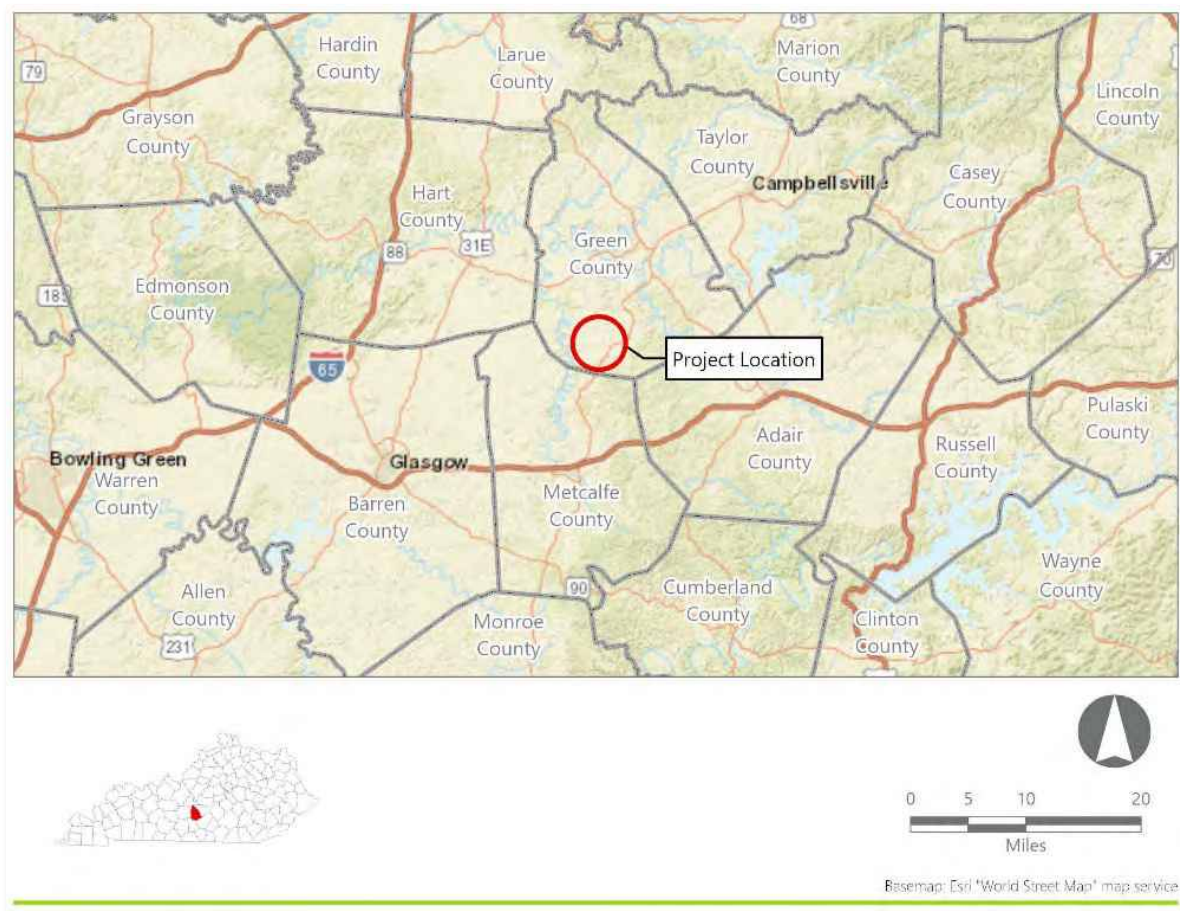 68
Hardin
County
Larue
County
Marion
County
79
Lincoln
County
Grayson
County
Taylor
County
Campbellsville
Casey
County
Hart
County
88
31E
Green
County
70
Edmonson
County
185
65
Project Location
Pulaski
County
Adair
County
Russell
County
Bowling Green
Warren
County
Glasgow
Barren
County
Metcalfe
County
Wayne
County
Allen
County
90
Cumberland
County
Monroe
County
Clinton
County
231
0 5 10 20
Miles
Basemap: Esri "World Street Map" map service